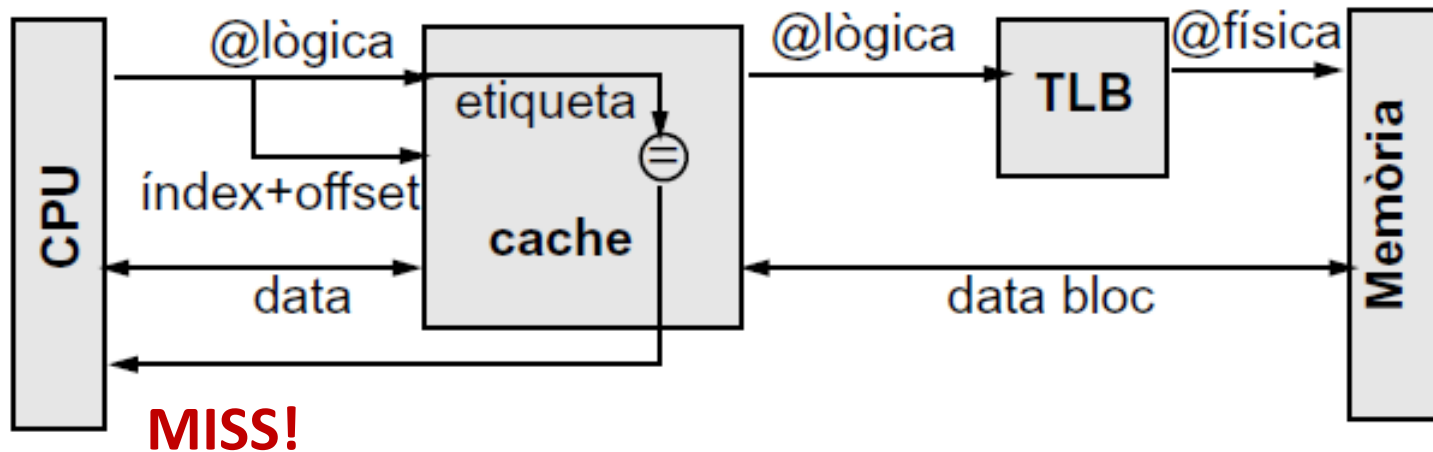 @lògica
@lògica
@física
etiqueta
TLB
=
índex+offset
CPU
cache
Memòria
data
data bloc
MISS!